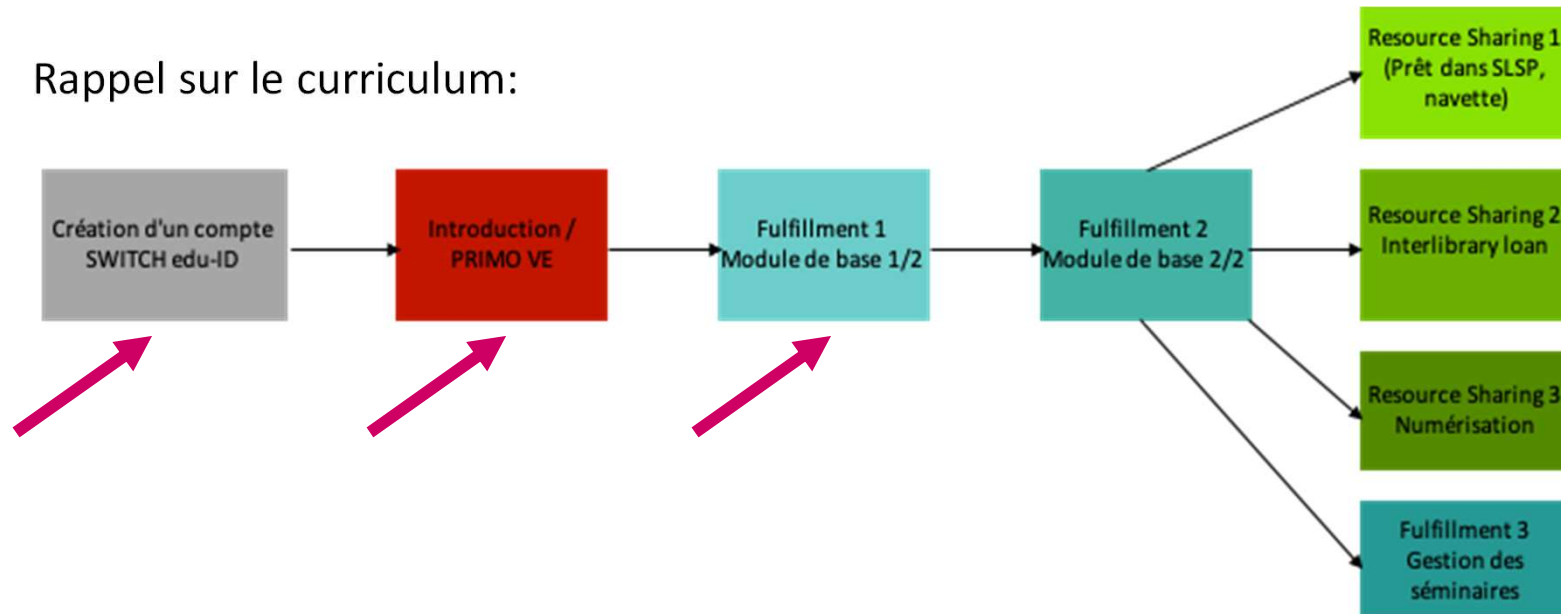 Rappel sur le curriculum:
Création d'un compte
SWITCH edu-ID
Introduction /
PRIMO VE
Fulfillment 1
Module de base 1/2
Fulfillment 2
Module de base 2/2
Resource Sharing 1
(Prêt dans SLSP,
navette)
Resource Sharing 2
Interlibrary loan
Resource Sharing 3
Numérisation
Fulfillment 3
Gestion des
séminaires